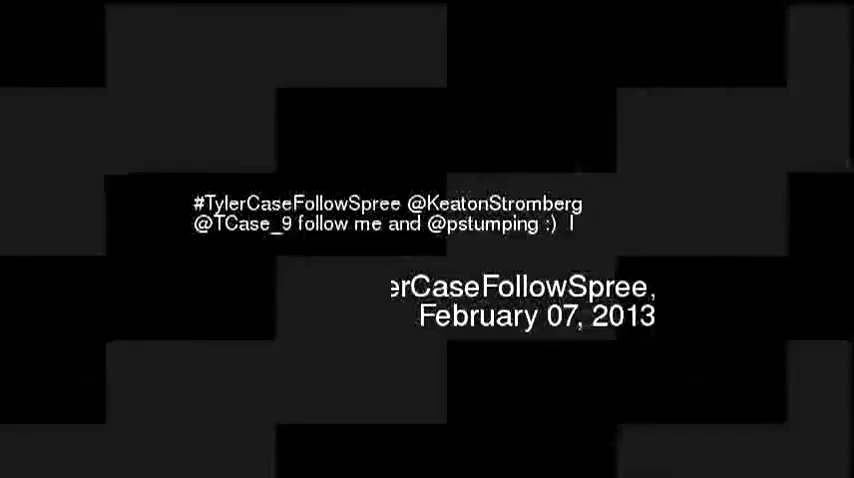 #TylerCaseFollowSpree @KeatonStromberg
@TCase_9 follow me and @pstumping :) I
erCaseFollowSpree,
February 07, 2013